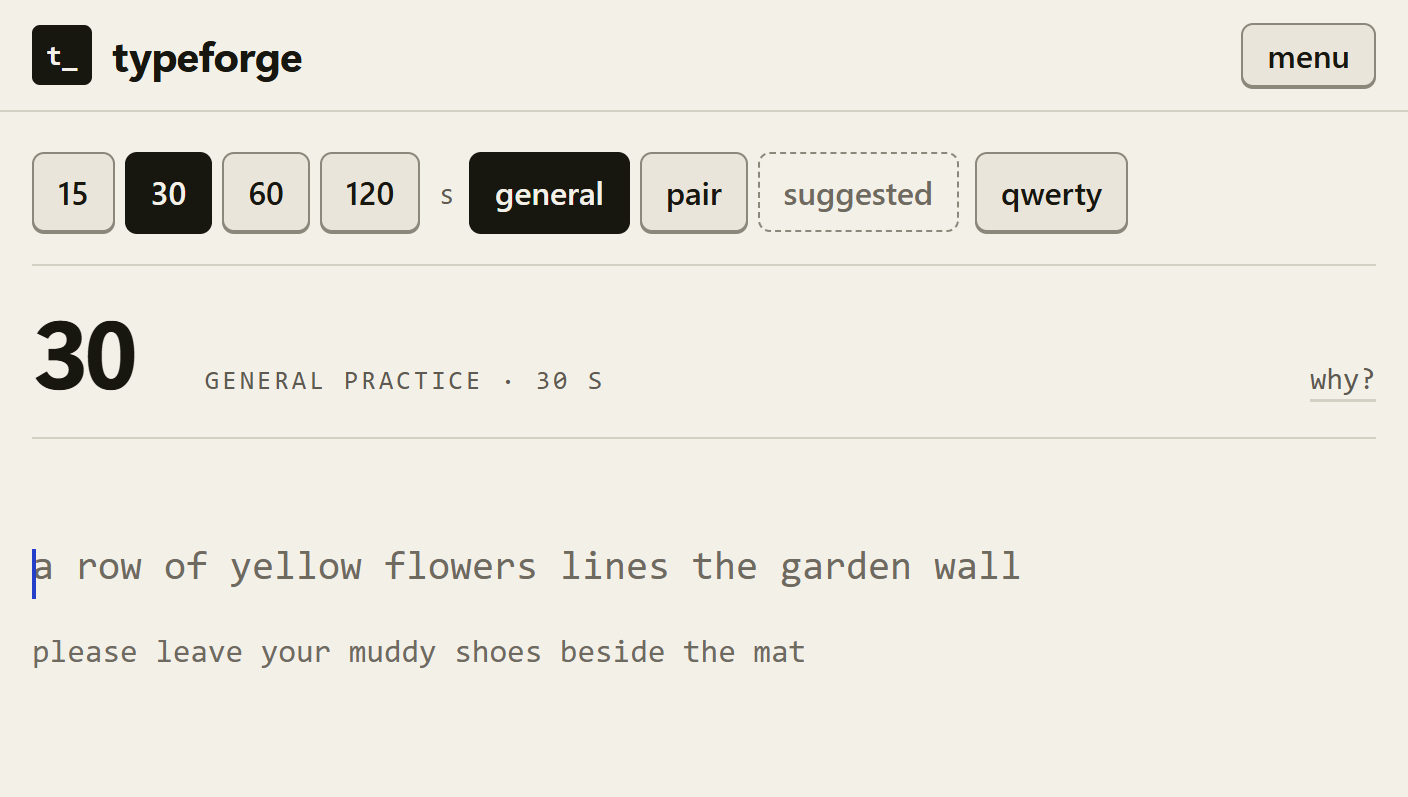 t_ typeforge menu
15 30 60 120 s general pair suggested qwerty
30 GENERAL PRACTICE · 30 S why?
a row of yellow flowers lines the garden wall
please leave your muddy shoes beside the mat